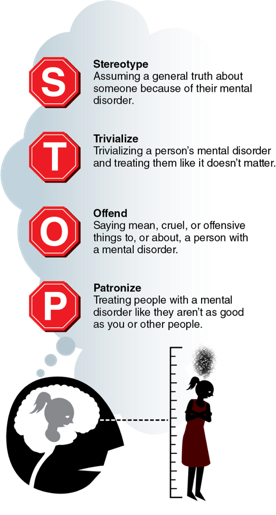 S
Stereotype
Assuming a general truth about
someone because of their mental
disorder.
T
Trivialize
Trivializing a person's mental disorder
and treating them like it doesn't matter.
O
Offend
Saying mean, cruel, or offensive
things to, or about, a person with
a mental disorder.
P
Patronize
Treating people with a mental
disorder like they aren't as good
as you or other people.